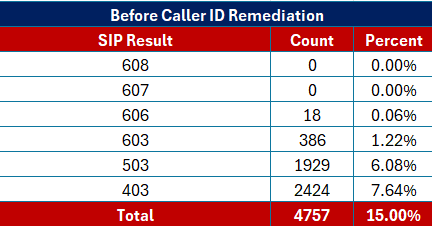 Before Caller ID Remediation
SIP Result Count Percent
608 0 0.00%
607 0 0.00%
606 18 0.06%
603 386 1.22%
503 1929 6.08%
403 2424 7.64%
Total 4757 15.00%